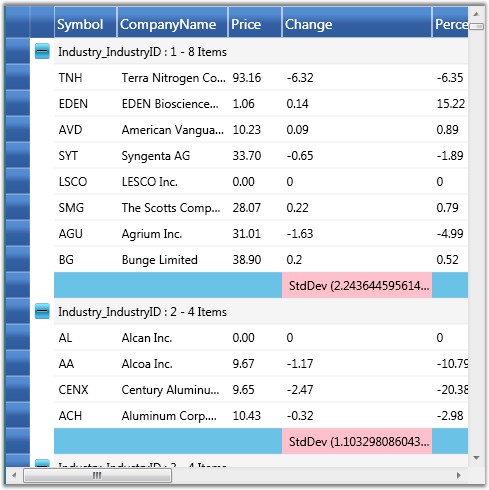 Symbol CompanyName Price Change Perce
Industry_IndustryID : 1 - 8 Items
TNH Terra Nitrogen Co... 93.16 -6.32 -6.35
EDEN EDEN Bioscience... 1.06 0.14 15.22
AVD American Vangua... 10.23 0.09 0.89
SYT Syngenta AG 33.70 -0.65 -1.89
LSCO LESCO Inc. 0.00 0 0
SMG The Scotts Comp... 28.07 0.22 0.79
AGU Agrium Inc. 31.01 -1.63 -4.99
BG Bunge Limited 38.90 0.2 0.52
StdDev (2.243644595614...
Industry_IndustryID : 2 - 4 Items
AL Alcan Inc. 0.00 0 0
AA Alcoa Inc. 9.67 -1.17 -10.79
CENX Century Aluminu... 9.65 -2.47 -20.38
ACH Aluminum Corp.... 10.43 -0.32 -2.98
StdDev (1.103298086043...
Industry_IndustryID : 3 - 4 Items